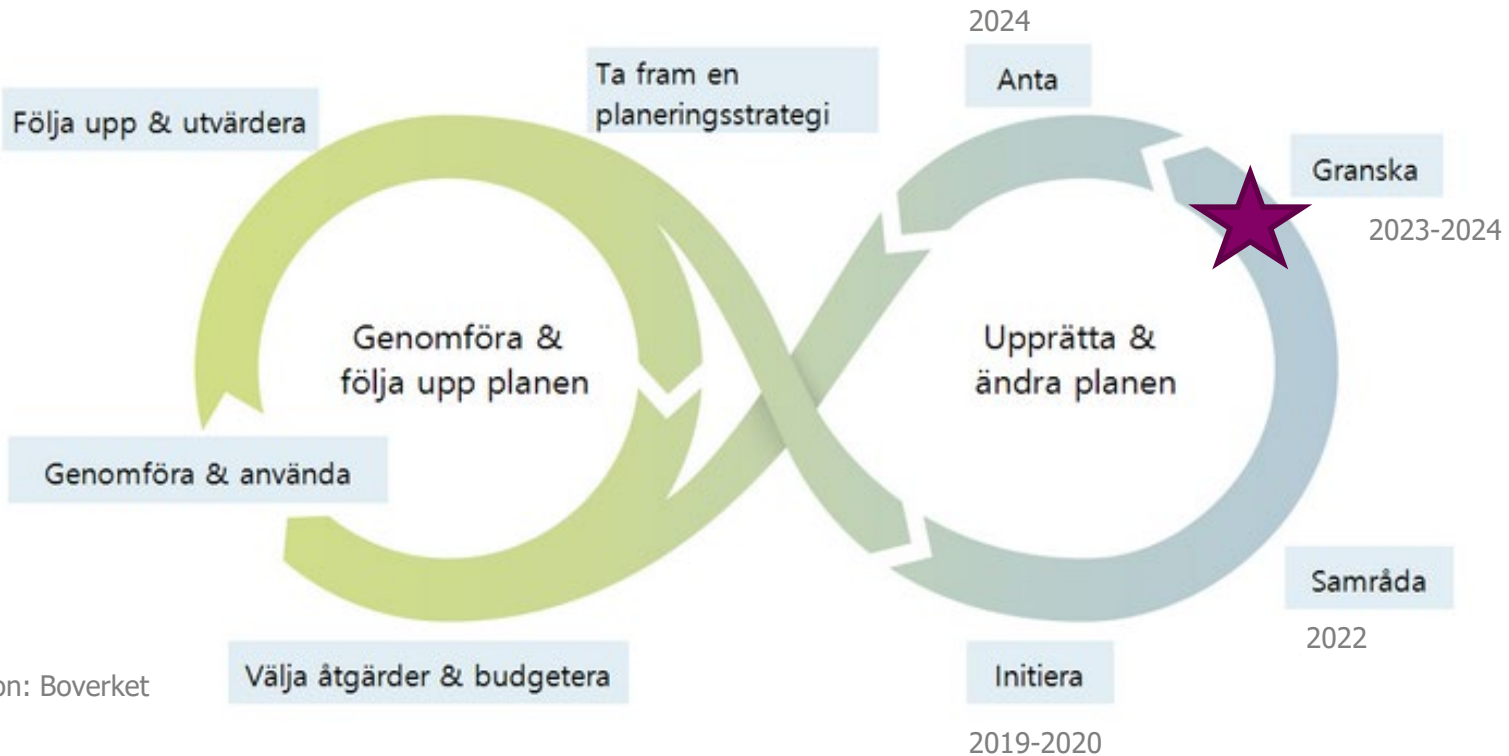 2024
Anta
Ta fram en
planeringsstrategi
Följa upp & utvärdera
Granska
2023-2024
Genomföra &
följa upp planen
Upprätta &
ändra planen
Genomföra & använda
Samråda
2022
Välja åtgärder & budgetera
Initiera
: Boverket
2019-2020